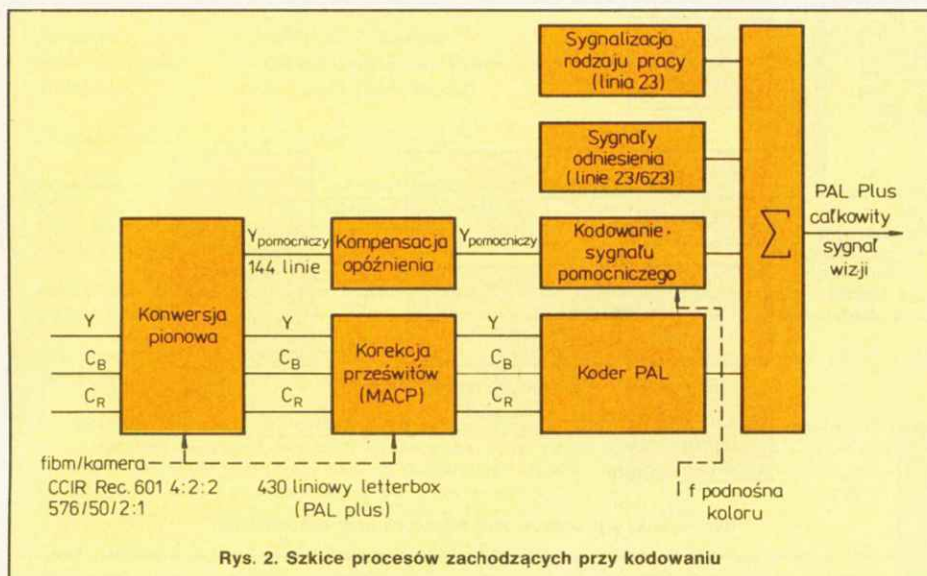 Sygnalizacja
rodzaju pracy
(linia 23)
Sygnały
odniesienia
(linie 23/623)
PAL Plus
całkowity
sygnał
wizji
Σ
Ypomocniczy
144 linie
Kompensacja
opóźnienia
Ypomocniczy
Kodowanie
sygnału
pomocniczego
Konwersja
pionowa
Y
CB
CR
Y
CB
CR
Korekcja
prześwitów
(MACP)
Y
CB
CR
Koder PAL
fibm/kamera
CCIR Rec. 601 4:2:2
576/50/2:1
430 liniowy letterbox
(PAL plus)
f podnośna
koloru
Rys. 2. Szkice procesów zachodzących przy kodowaniu